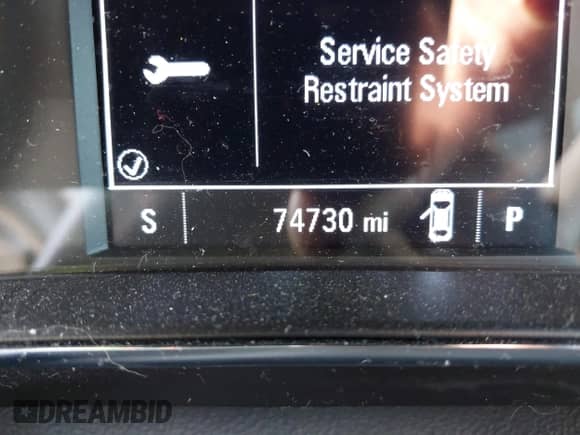 Service Safety
Restraint System
S
74730 mi
P
DREAMBID